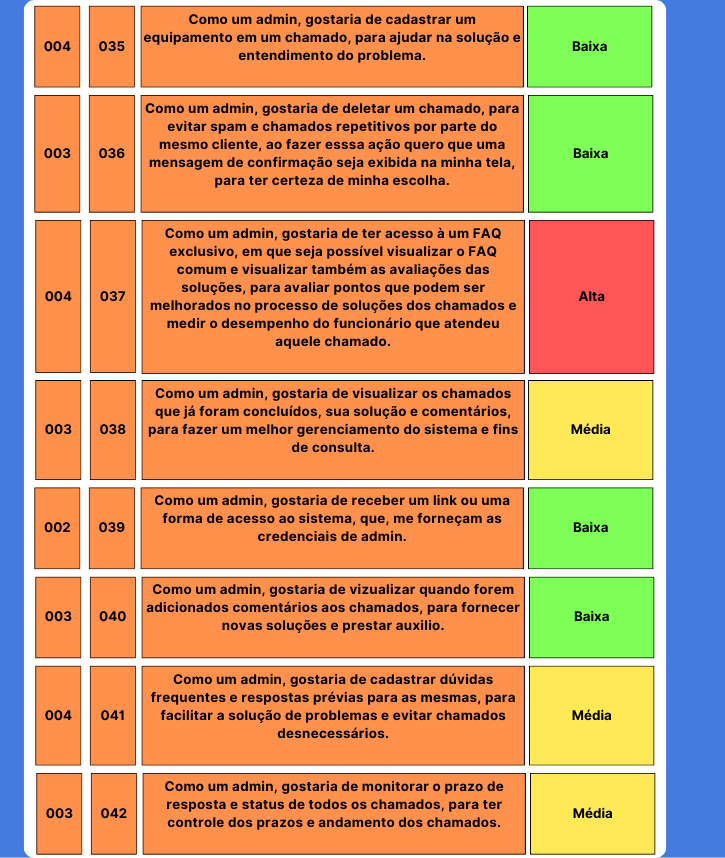 004 035 Como um admin, gostaria de cadastrar um
equipamento em um chamado, para ajudar na solução e
entendimento do problema.
Baixa
003 036 Como um admin, gostaria de deletar um chamado, para
evitar spam e chamados repetitivos por parte do
mesmo cliente, ao fazer esssa ação quero que uma
mensagem de confirmação seja exibida na minha tela,
para ter certeza de minha escolha.
Baixa
004 037 Como um admin, gostaria de ter acesso à um FAQ
exclusivo, em que seja possível visualizar o FAQ
comum e visualizar também as avaliações das
soluções, para avaliar pontos que podem ser
melhorados no processo de soluções dos chamados e
medir o desempenho do funcionário que atendeu
aquele chamado.
Alta
003 038 Como um admin, gostaria de visualizar os chamados
que já foram concluídos, sua solução e comentários,
para fazer um melhor gerenciamento do sistema e fins
de consulta.
Média
002 039 Como um admin, gostaria de receber um link ou uma
forma de acesso ao sistema, que, me forneçam as
credenciais de admin.
Baixa
003 040 Como um admin, gostaria de vizualizar quando forem
adicionados comentários aos chamados, para fornecer
novas soluções e prestar auxilio.
Baixa
004 041 Como um admin, gostaria de cadastrar dúvidas
frequentes e respostas prévias para as mesmas, para
facilitar a solução de problemas e evitar chamados
desnecessários.
Média
003 042 Como um admin, gostaria de monitorar o prazo de
resposta e status de todos os chamados, para ter
controle dos prazos e andamento dos chamados.
Média